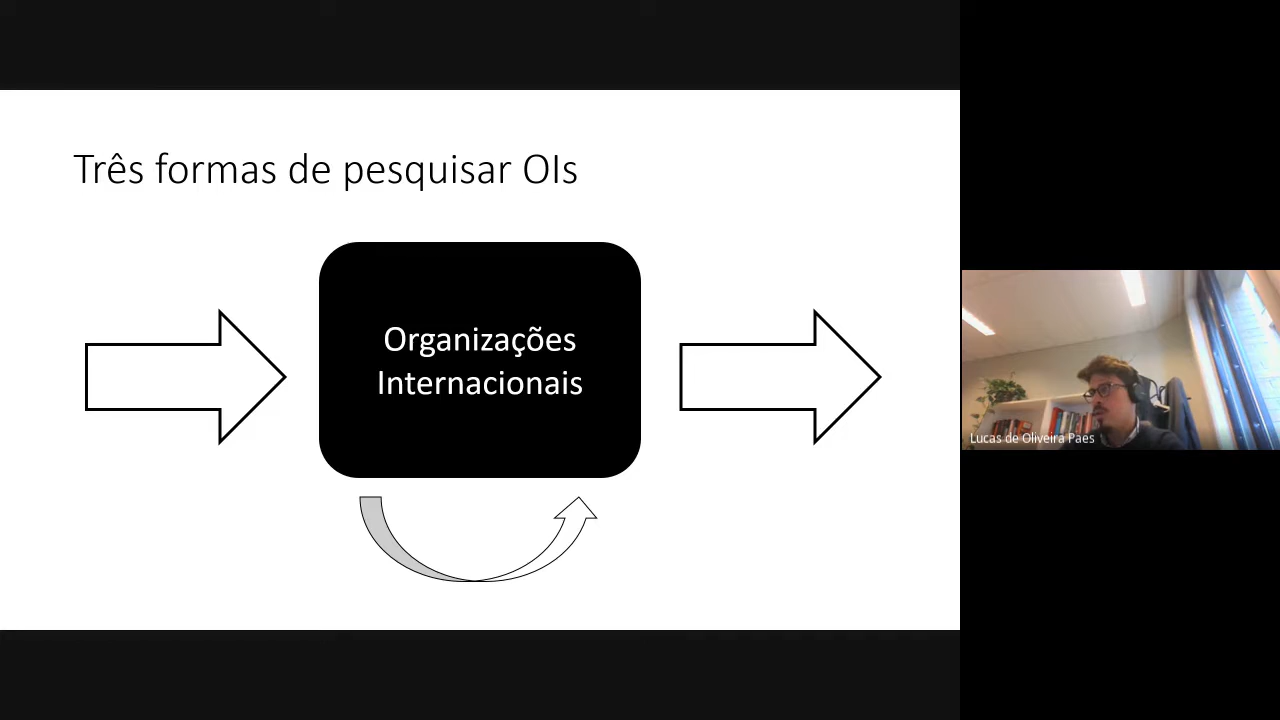 Três formas de pesquisar OIs
Organizações
Internacionais
Lucas de Oliveira Paes